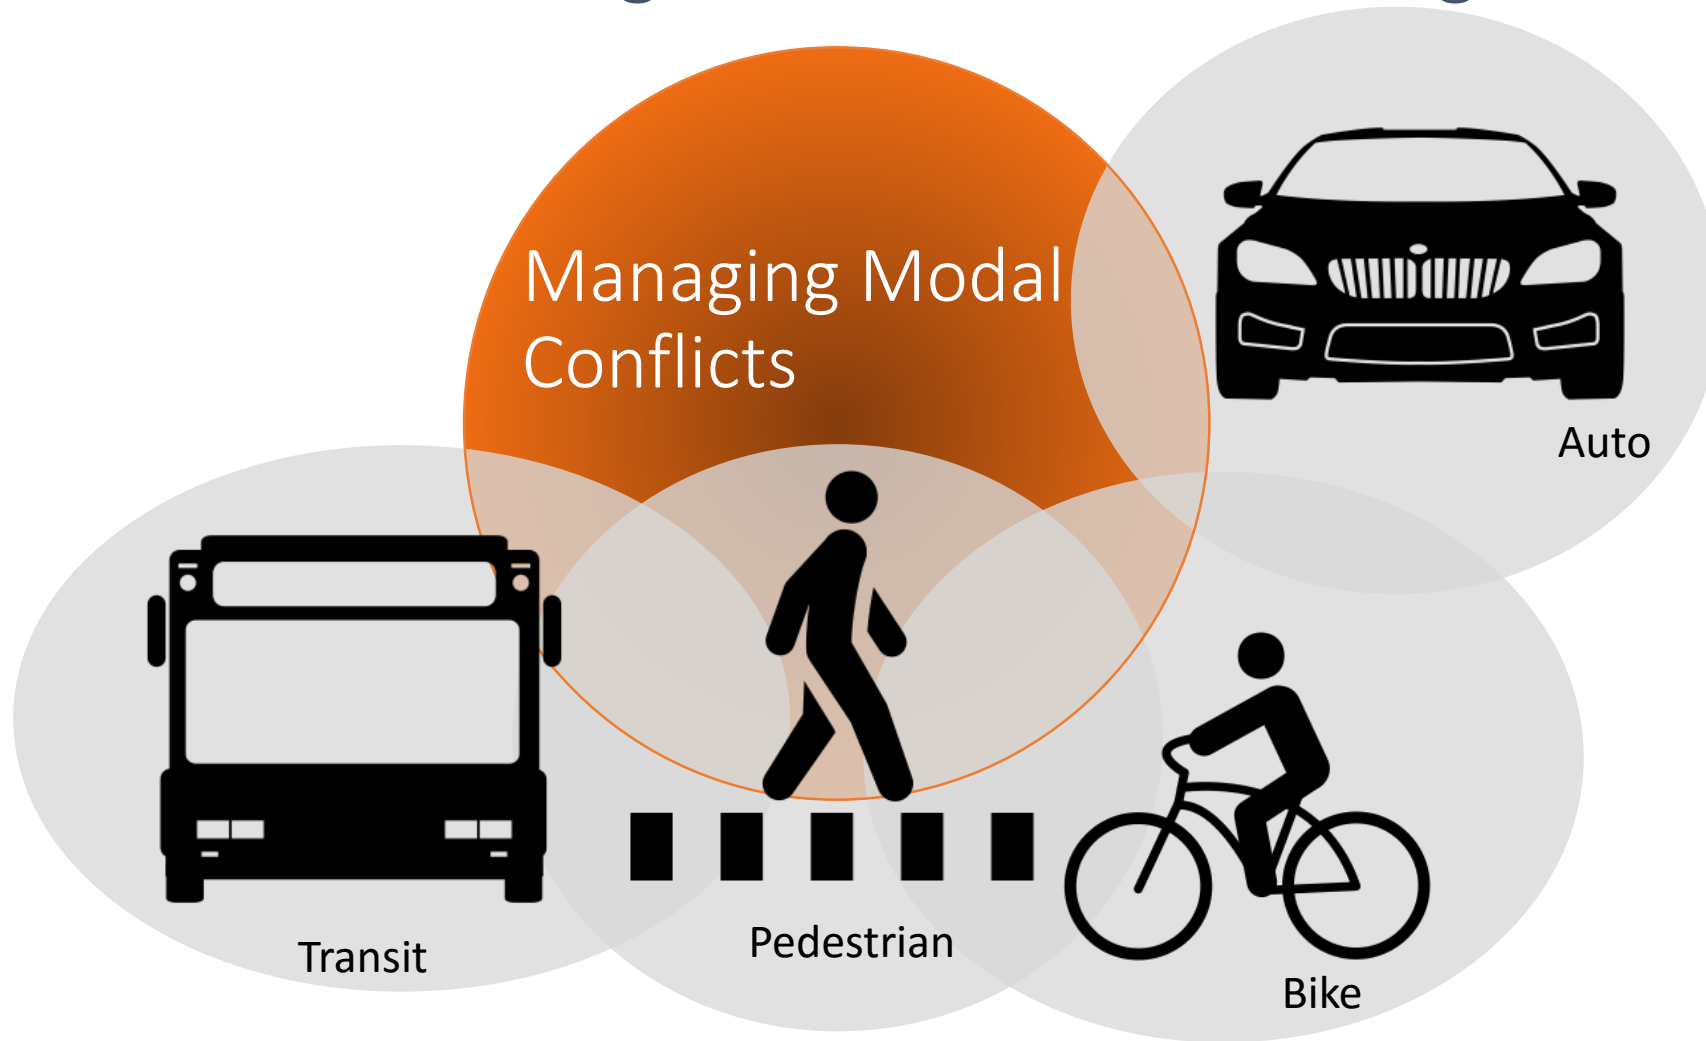 Managing Modal
Conflicts
Auto
Transit
Pedestrian
Bike